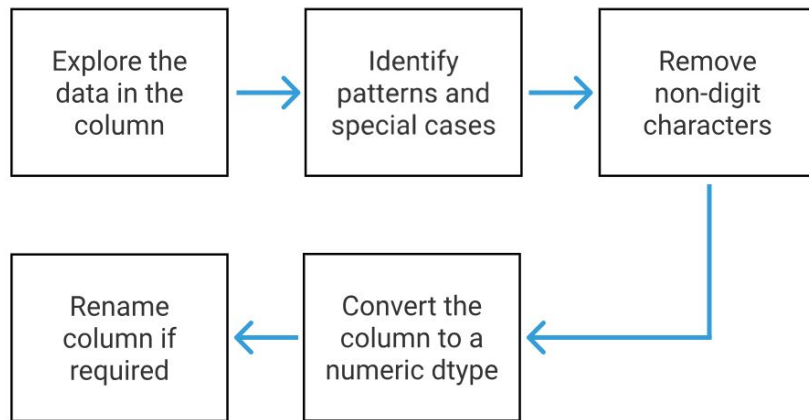 Explore the
data in the
column
Identify
patterns and
special cases
Remove
non-digit
characters
Convert the
column to a
numeric dtype
Rename
column if
required